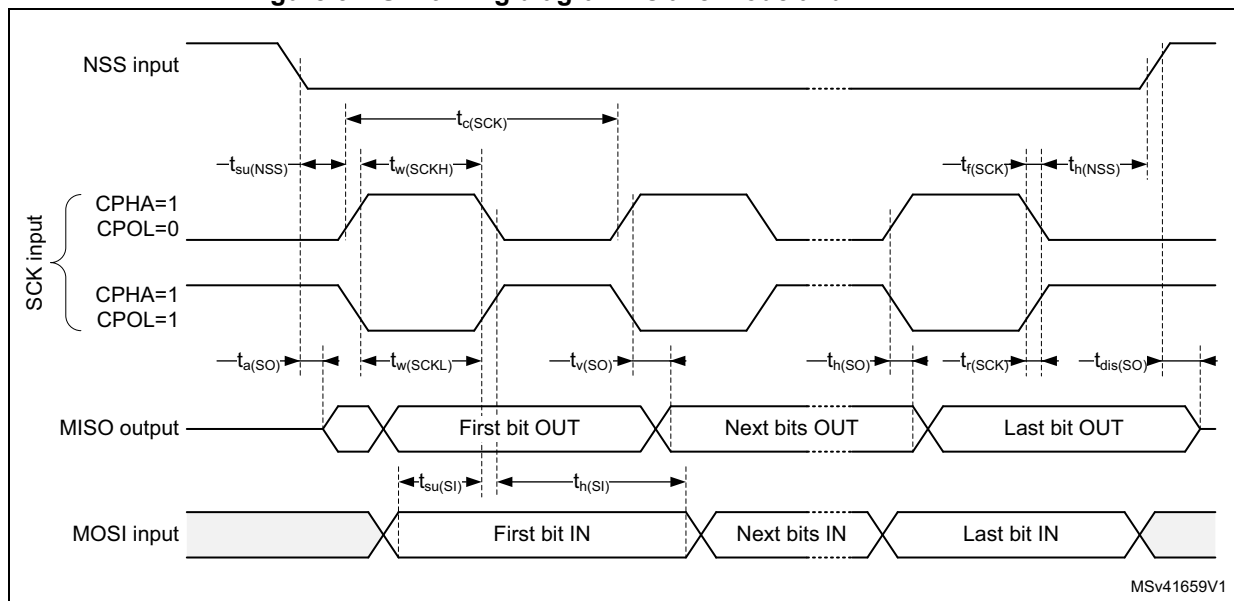 NSS input
tc(SCK)
tsu(NSS)
tw(SCKH)
tf(SCK)
th(NSS)
SCK input
CPHA=1
CPOL=0
CPHA=1
CPOL=1
ta(SO)
tw(SCKL)
tv(SO)
th(SO)
tr(SCK)
tdis(SO)
MISO output
First bit OUT
Next bits OUT
Last bit OUT
tsu(SI)
th(SI)
MOSI input
First bit IN
Next bits IN
Last bit IN
MSv41659V1